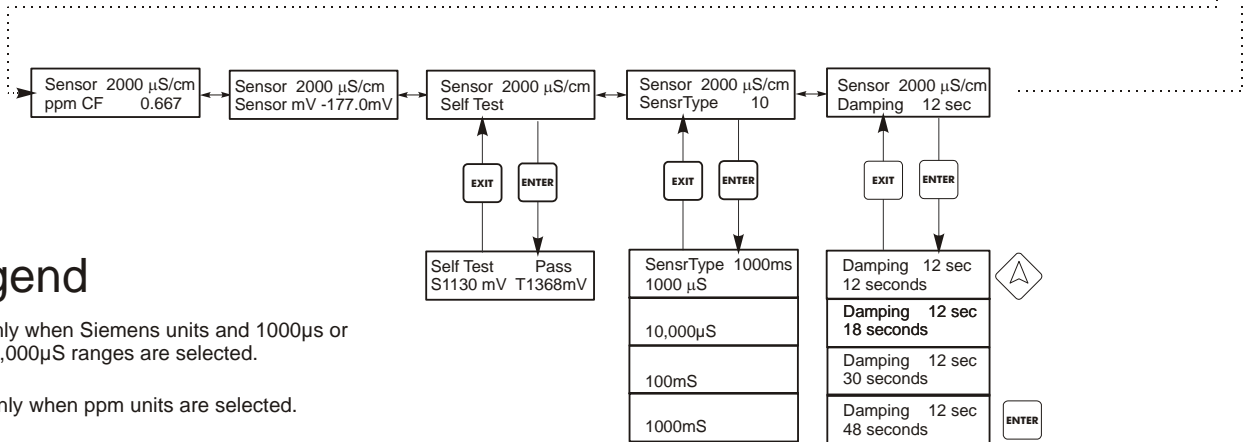 Sensor 2000 µS/cm
ppm CF 0.667
Sensor 2000 µS/cm
Sensor mV -177.0mV
Sensor 2000 µS/cm
Self Test
Sensor 2000 µS/cm
SensrType 10
Sensor 2000 µS/cm
Damping 12 sec
EXIT ENTER
EXIT ENTER
EXIT ENTER
Self Test Pass
S1130 mV T1368mV
SensrType 1000ms
1000 µS
10,000µS
100mS
1000mS
Damping 12 sec
12 seconds
Damping 12 sec
18 seconds
Damping 12 sec
30 seconds
Damping 12 sec
48 seconds
ENTER
gend
nly when Siemens units and 1000µs or
,000µS ranges are selected.
nly when ppm units are selected.